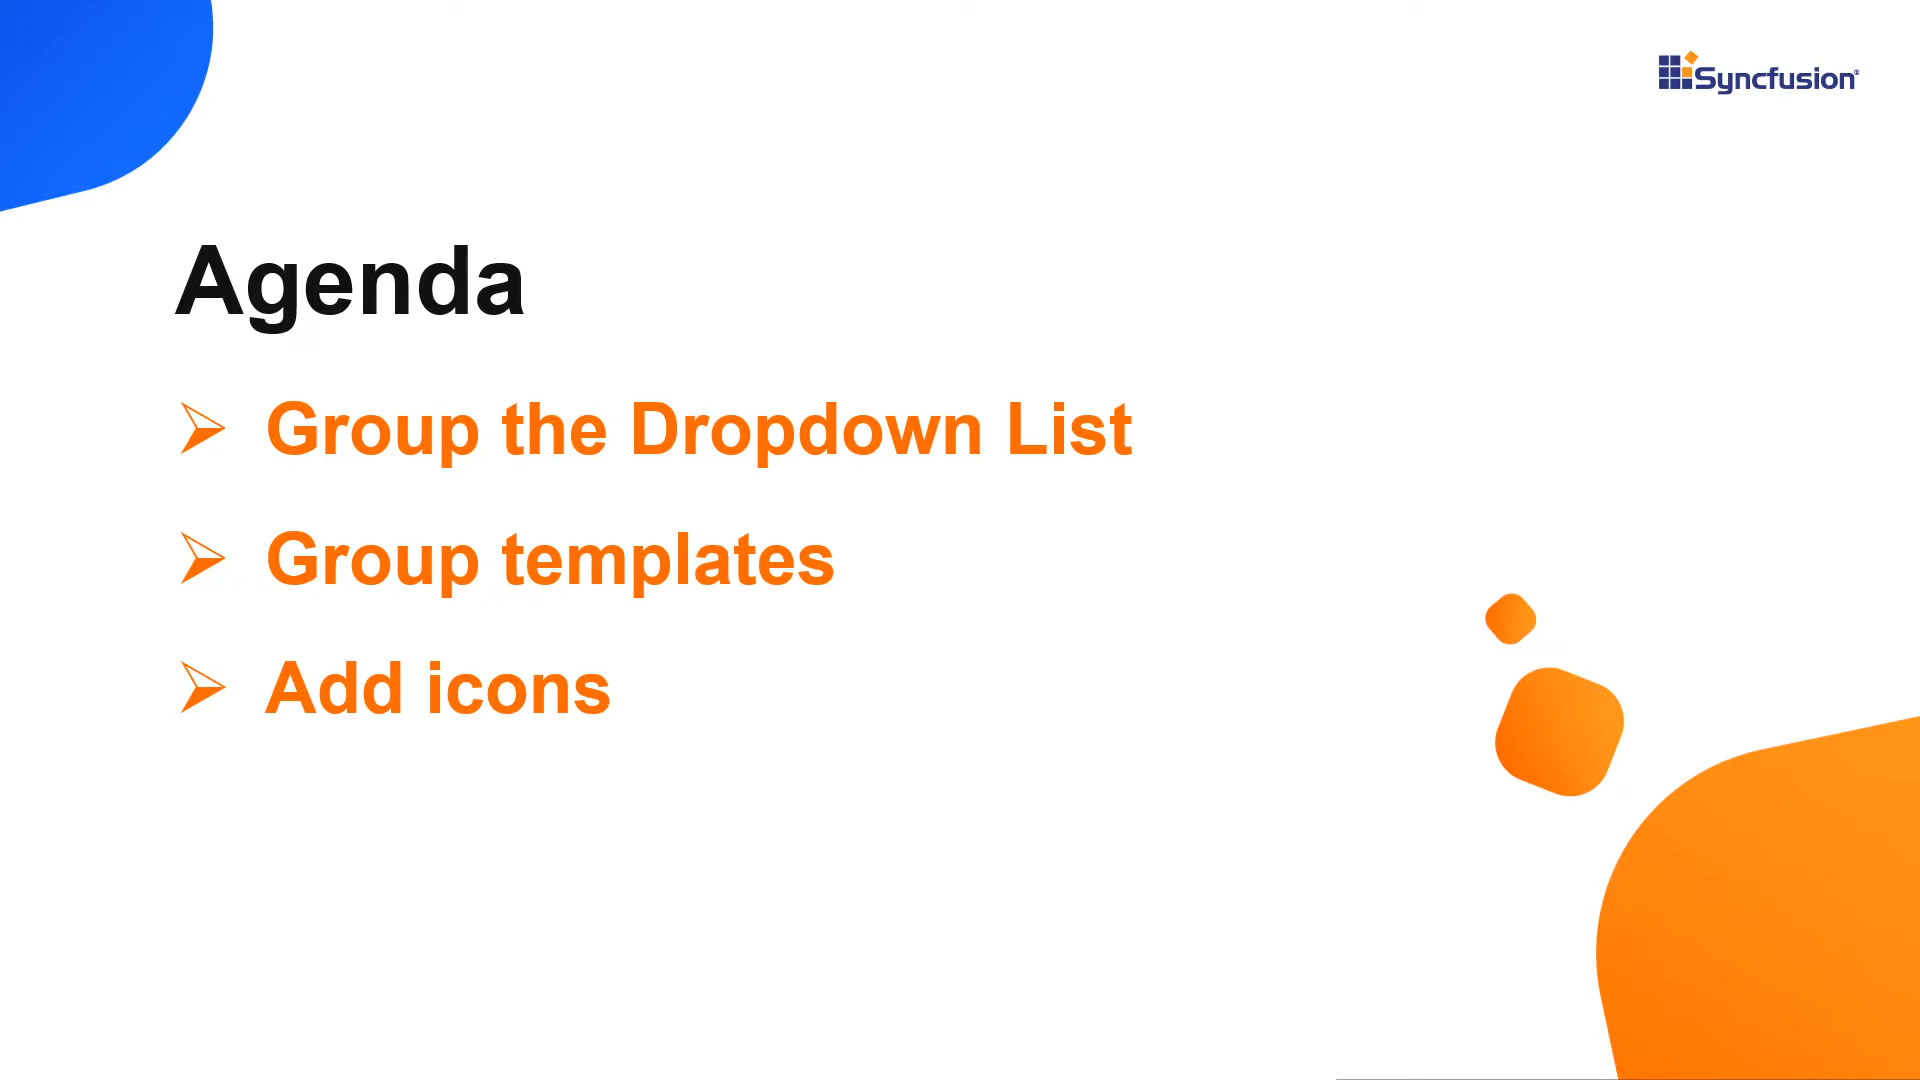 Syncfusion®
Agenda
Group the Dropdown List
Group templates
Add icons